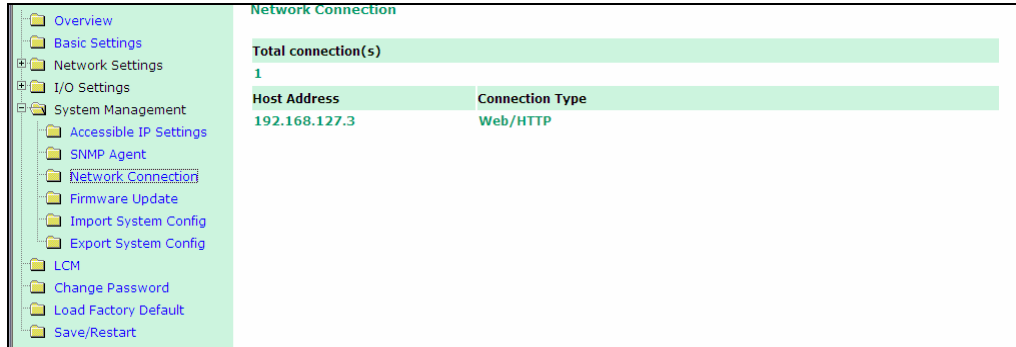 Overview
Basic Settings
Network Settings
I/O Settings
System Management
Accessible IP Settings
SNMP Agent
Network Connection
Firmware Update
Import System Config
Export System Config
LCM
Change Password
Load Factory Default
Save/Restart
Network Connection
Total connection(s)
1
Host Address Connection Type
192.168.127.3 Web/HTTP